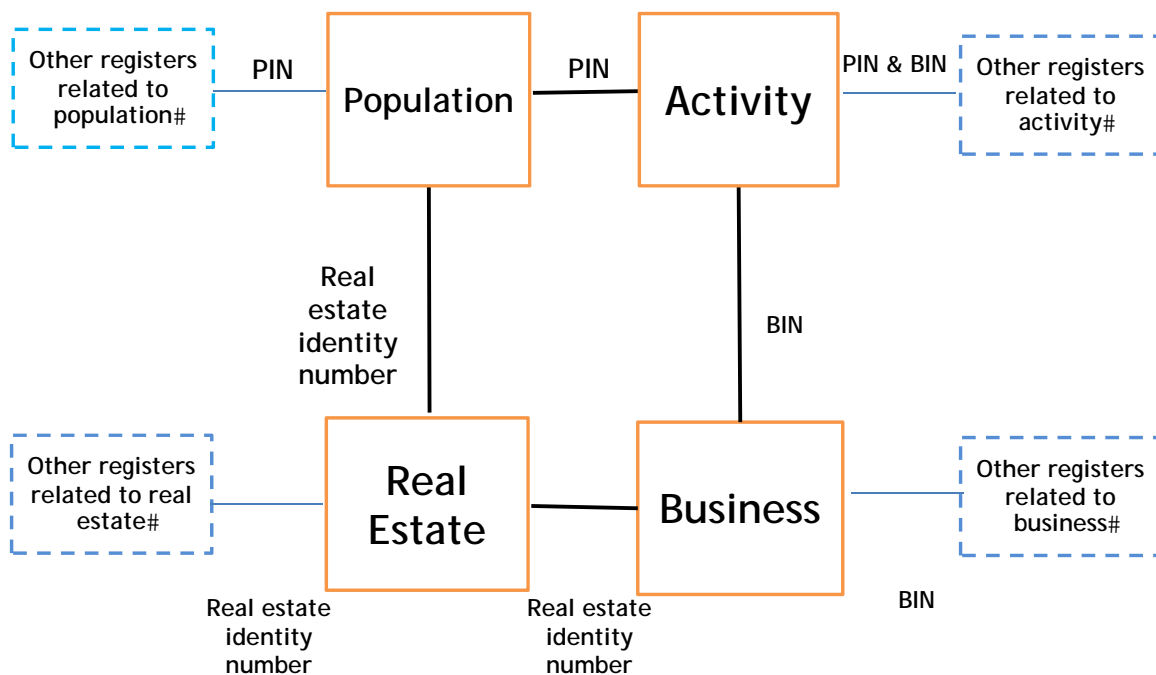 Other registers
related to
population#
PIN
Population
PIN
Activity
PIN & BIN
Other registers
related to
activity#
Real
estate
identity
number
BIN
Other registers
related to real
estate#
Real
Estate
Business
Other registers
related to
business#
Real estate
identity
number
Real estate
identity
number
BIN